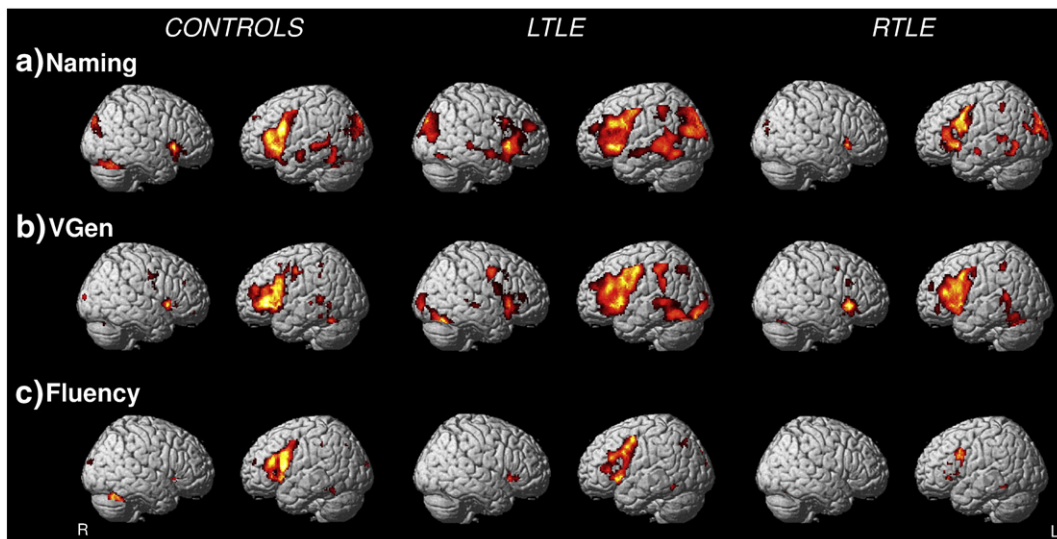 CONTROLS LTLE RTLE
a) Naming
b) VGen
c) Fluency
R L